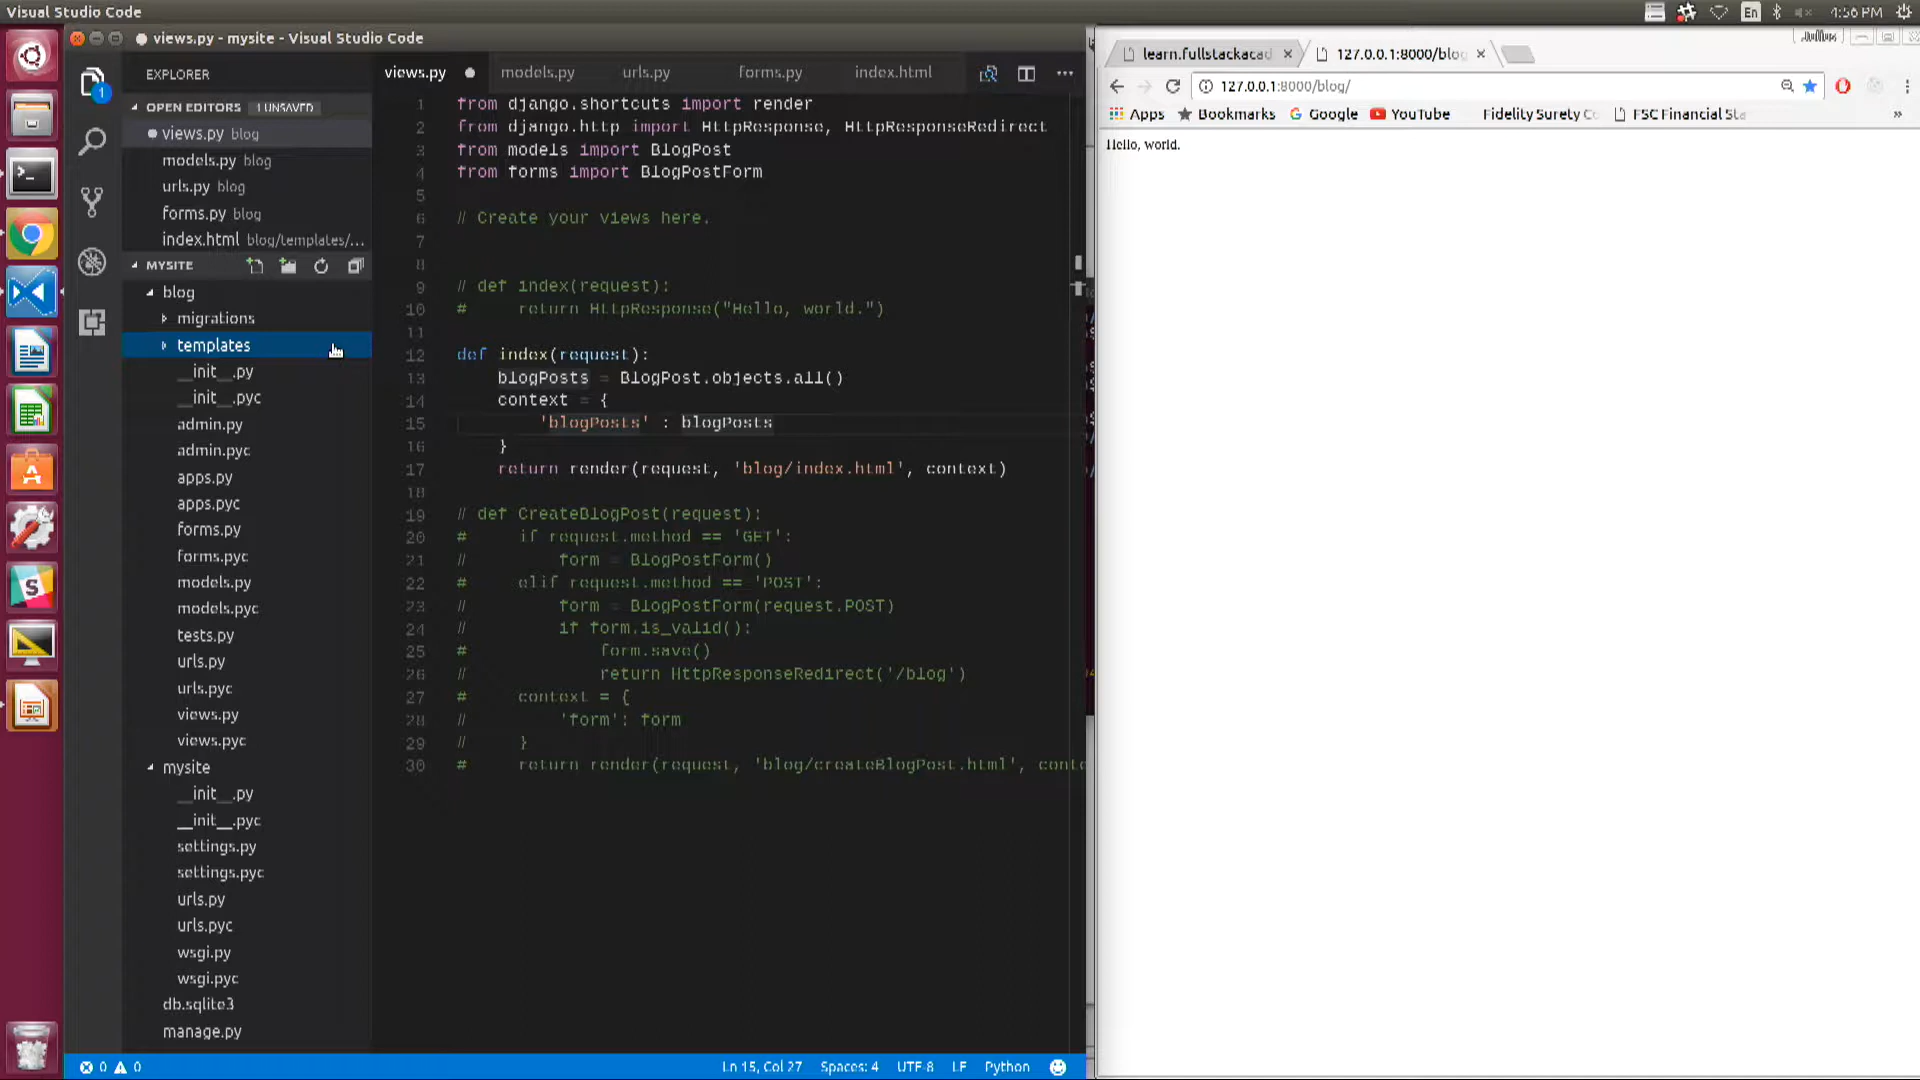 Visual Studio Code
En
4:56 PM
views.py - mysite - Visual Studio Code
EXPLORER
OPEN EDITORS 1 UNSAVED
views.py blog
models.py blog
urls.py blog
forms.py blog
index.html blog/templates/...
MYSITE
blog
migrations
templates
__init__.py
__init__.pyc
admin.py
admin.pyc
apps.py
apps.pyc
forms.py
forms.pyc
models.py
models.pyc
tests.py
urls.py
urls.pyc
views.py
views.pyc
mysite
__init__.py
__init__.pyc
settings.py
settings.pyc
urls.py
urls.pyc
wsgi.py
wsgi.pyc
db.sqlite3
manage.py
1
views.py models.py urls.py forms.py index.html
1 from django.shortcuts import render
2 from django.http import HttpResponse, HttpResponseRedirect
3 from models import BlogPost
4 from forms import BlogPostForm
5
6 # Create your views here.
7
8
9 # def index(request):
10 #     return HttpResponse("Hello, world.")
11
12 def index(request):
13     blogPosts = BlogPost.objects.all()
14     context = {
15         'blogPosts' : blogPosts
16     }
17     return render(request, 'blog/index.html', context)
18
19 # def CreateBlogPost(request):
20 #     if request.method == 'GET':
21 #         form = BlogPostForm()
22 #     elif request.method == 'POST':
23 #         form = BlogPostForm(request.POST)
24 #         if form.is_valid():
25 #             form.save()
26 #             return HttpResponseRedirect('/blog')
27 #     context = {
28 #         'form': form
29 #     }
30 #     return render(request, 'blog/createBlogPost.html', conte
0 0
Ln 15, Col 27 Spaces: 4 UTF-8 LF Python
learn.fullstackacad 127.0.0.1:8000/blog
127.0.0.1:8000/blog/
Apps Bookmarks Google YouTube Fidelity Surety Co FSC Financial Sta »
Hello, world.